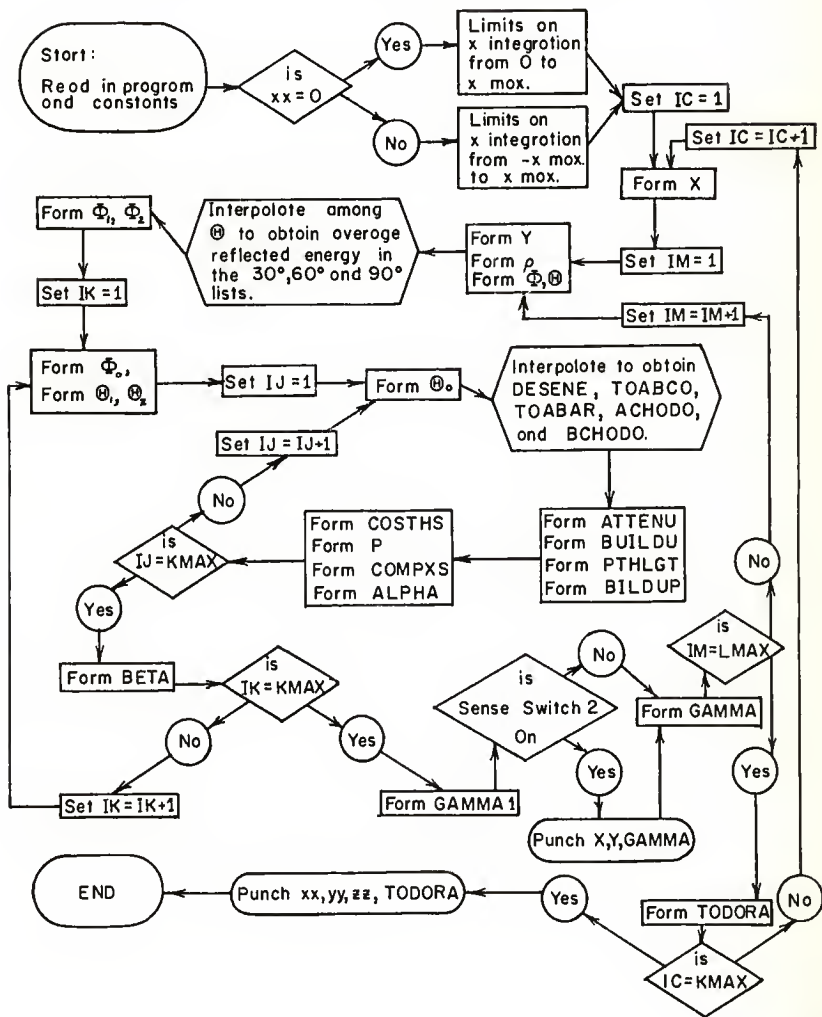 Start:
Read in program
and constants
is
xx=0
Yes
No
Limits on
x integration
from 0 to
x max.
Limits on
x integration
from -x max.
to x max.
Set IC=1
Set IC=IC+1
Form X
Set IM=1
Set IM=IM+1
Form Y
Form ρ
Form Φ,Θ
Interpolate among
Θ to obtain average
reflected energy in
the 30°,60° and 90°
lists.
Form Φ₁, Φ₂
Set IK=1
Form Φ₀,
Form Θ₁, Θ₂
Set IJ=1
Form Θ₀
Interpolate to obtain
DESENE, TOABCO,
TOABAR, ACHODO,
and BCHODO.
Set IJ=IJ+1
No
is
IJ=KMAX
Yes
Form COSTHS
Form P
Form COMPXS
Form ALPHA
Form ATTENU
Form BUILDU
Form PTHLGT
Form BILDUP
No
is
IM=LMAX
Yes
Form BETA
is
IK=KMAX
No
Yes
Set IK=IK+1
Form GAMMA 1
is
Sense Switch 2
On
No
Yes
Form GAMMA
Punch X,Y,GAMMA
END
Punch xx, yy, zz, TODORA
Yes
Form TODORA
No
is
IC=KMAX